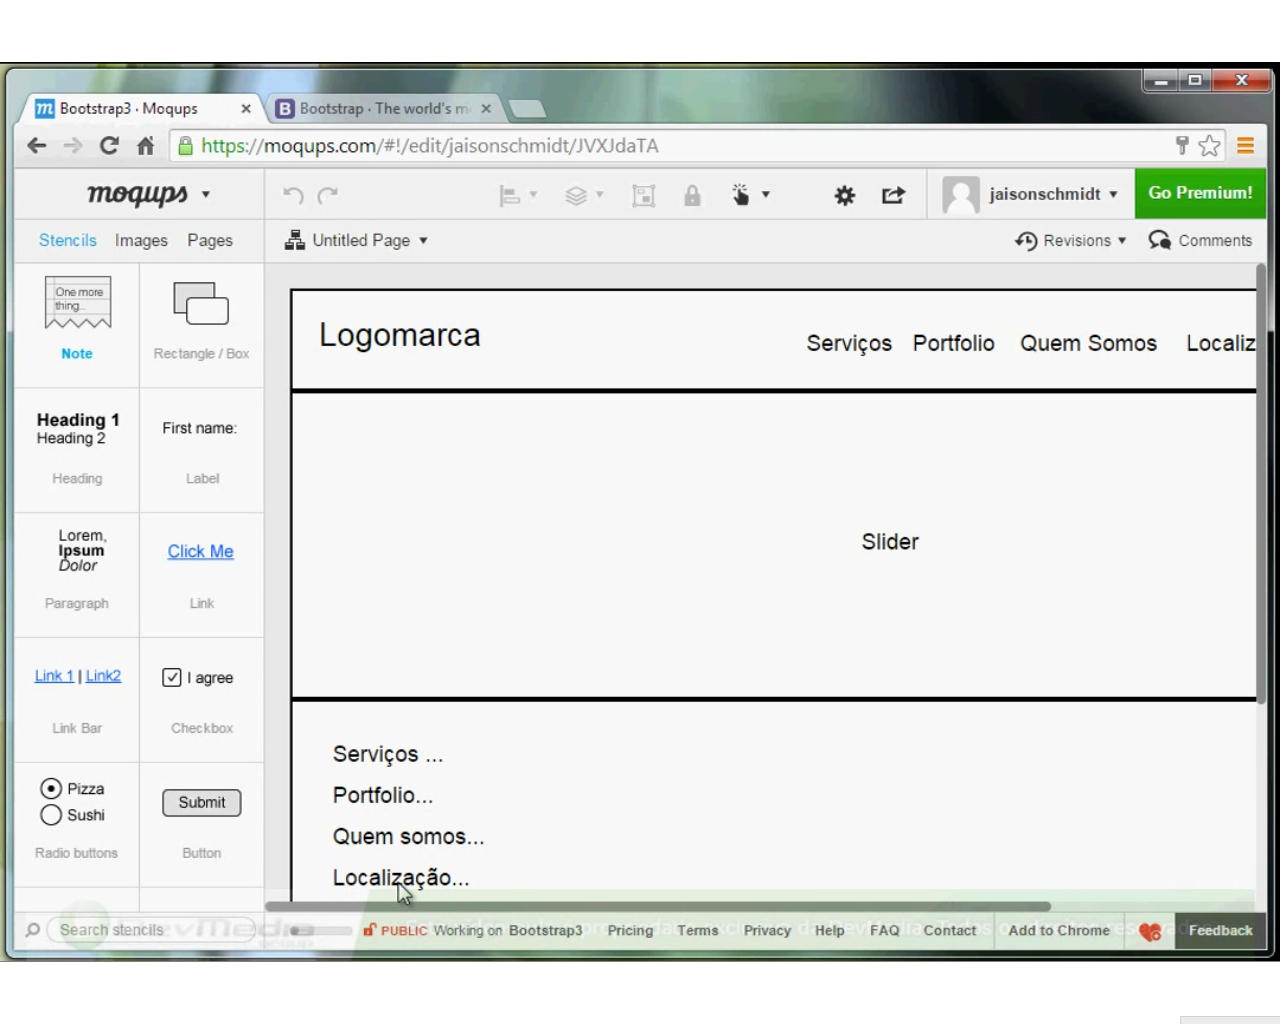 Bootstrap3 · Moqups
Bootstrap · The world's m
https://moqups.com/#!/edit/jaisonschmidt/JVXJdaTA
moqups
jaisonschmidt
Go Premium!
Stencils Images Pages
Untitled Page
Revisions
Comments
One more
thing...
Note
Rectangle / Box
Logomarca
Serviços Portfolio Quem Somos Localiz
Heading 1
Heading 2
Heading
First name:
Label
Slider
Lorem,
Ipsum
Dolor
Paragraph
Click Me
Link
Link 1 | Link2
Link Bar
I agree
Checkbox
Serviços ...
Portfolio...
Quem somos...
Localização...
Pizza
Sushi
Radio buttons
Submit
Button
Search stencils
PUBLIC Working on Bootstrap3 Pricing Terms Privacy Help FAQ Contact Add to Chrome Feedback